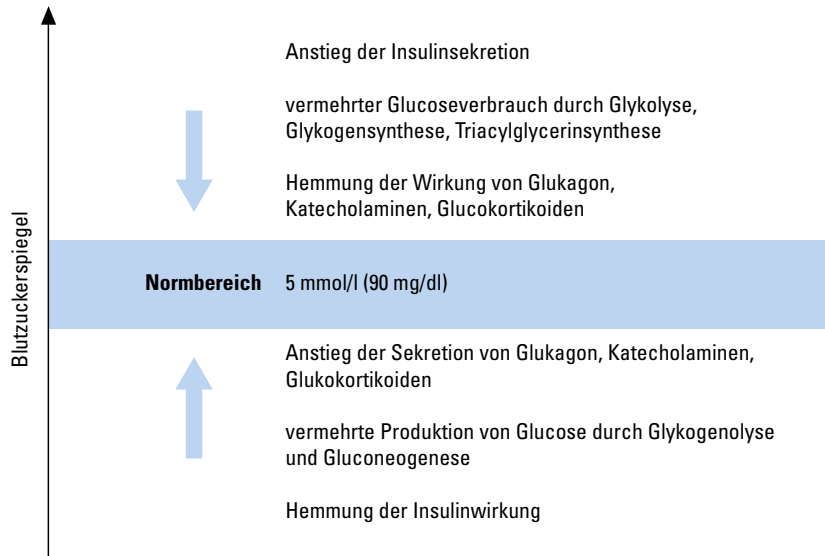 Anstieg der Insulinsekretion
vermehrter Glucoseverbrauch durch Glykolyse,
Glykogensynthese, Triacylglycerinsynthese
Hemmung der Wirkung von Glukagon,
Katecholaminen, Glucokortikoiden
Blutzuckerspiegel
Normbereich 5 mmol/l (90 mg/dl)
Anstieg der Sekretion von Glukagon, Katecholaminen,
Glukokortikoiden
vermehrte Produktion von Glucose durch Glykogenolyse
und Gluconeogenese
Hemmung der Insulinwirkung